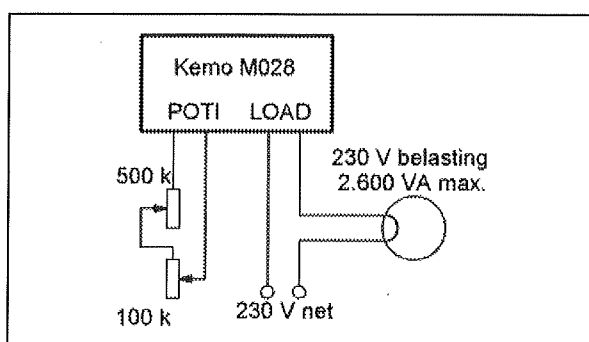 Kemo M028
POTI LOAD
230 V belasting
2.600 VA max.
500 k
100 k
230 V net